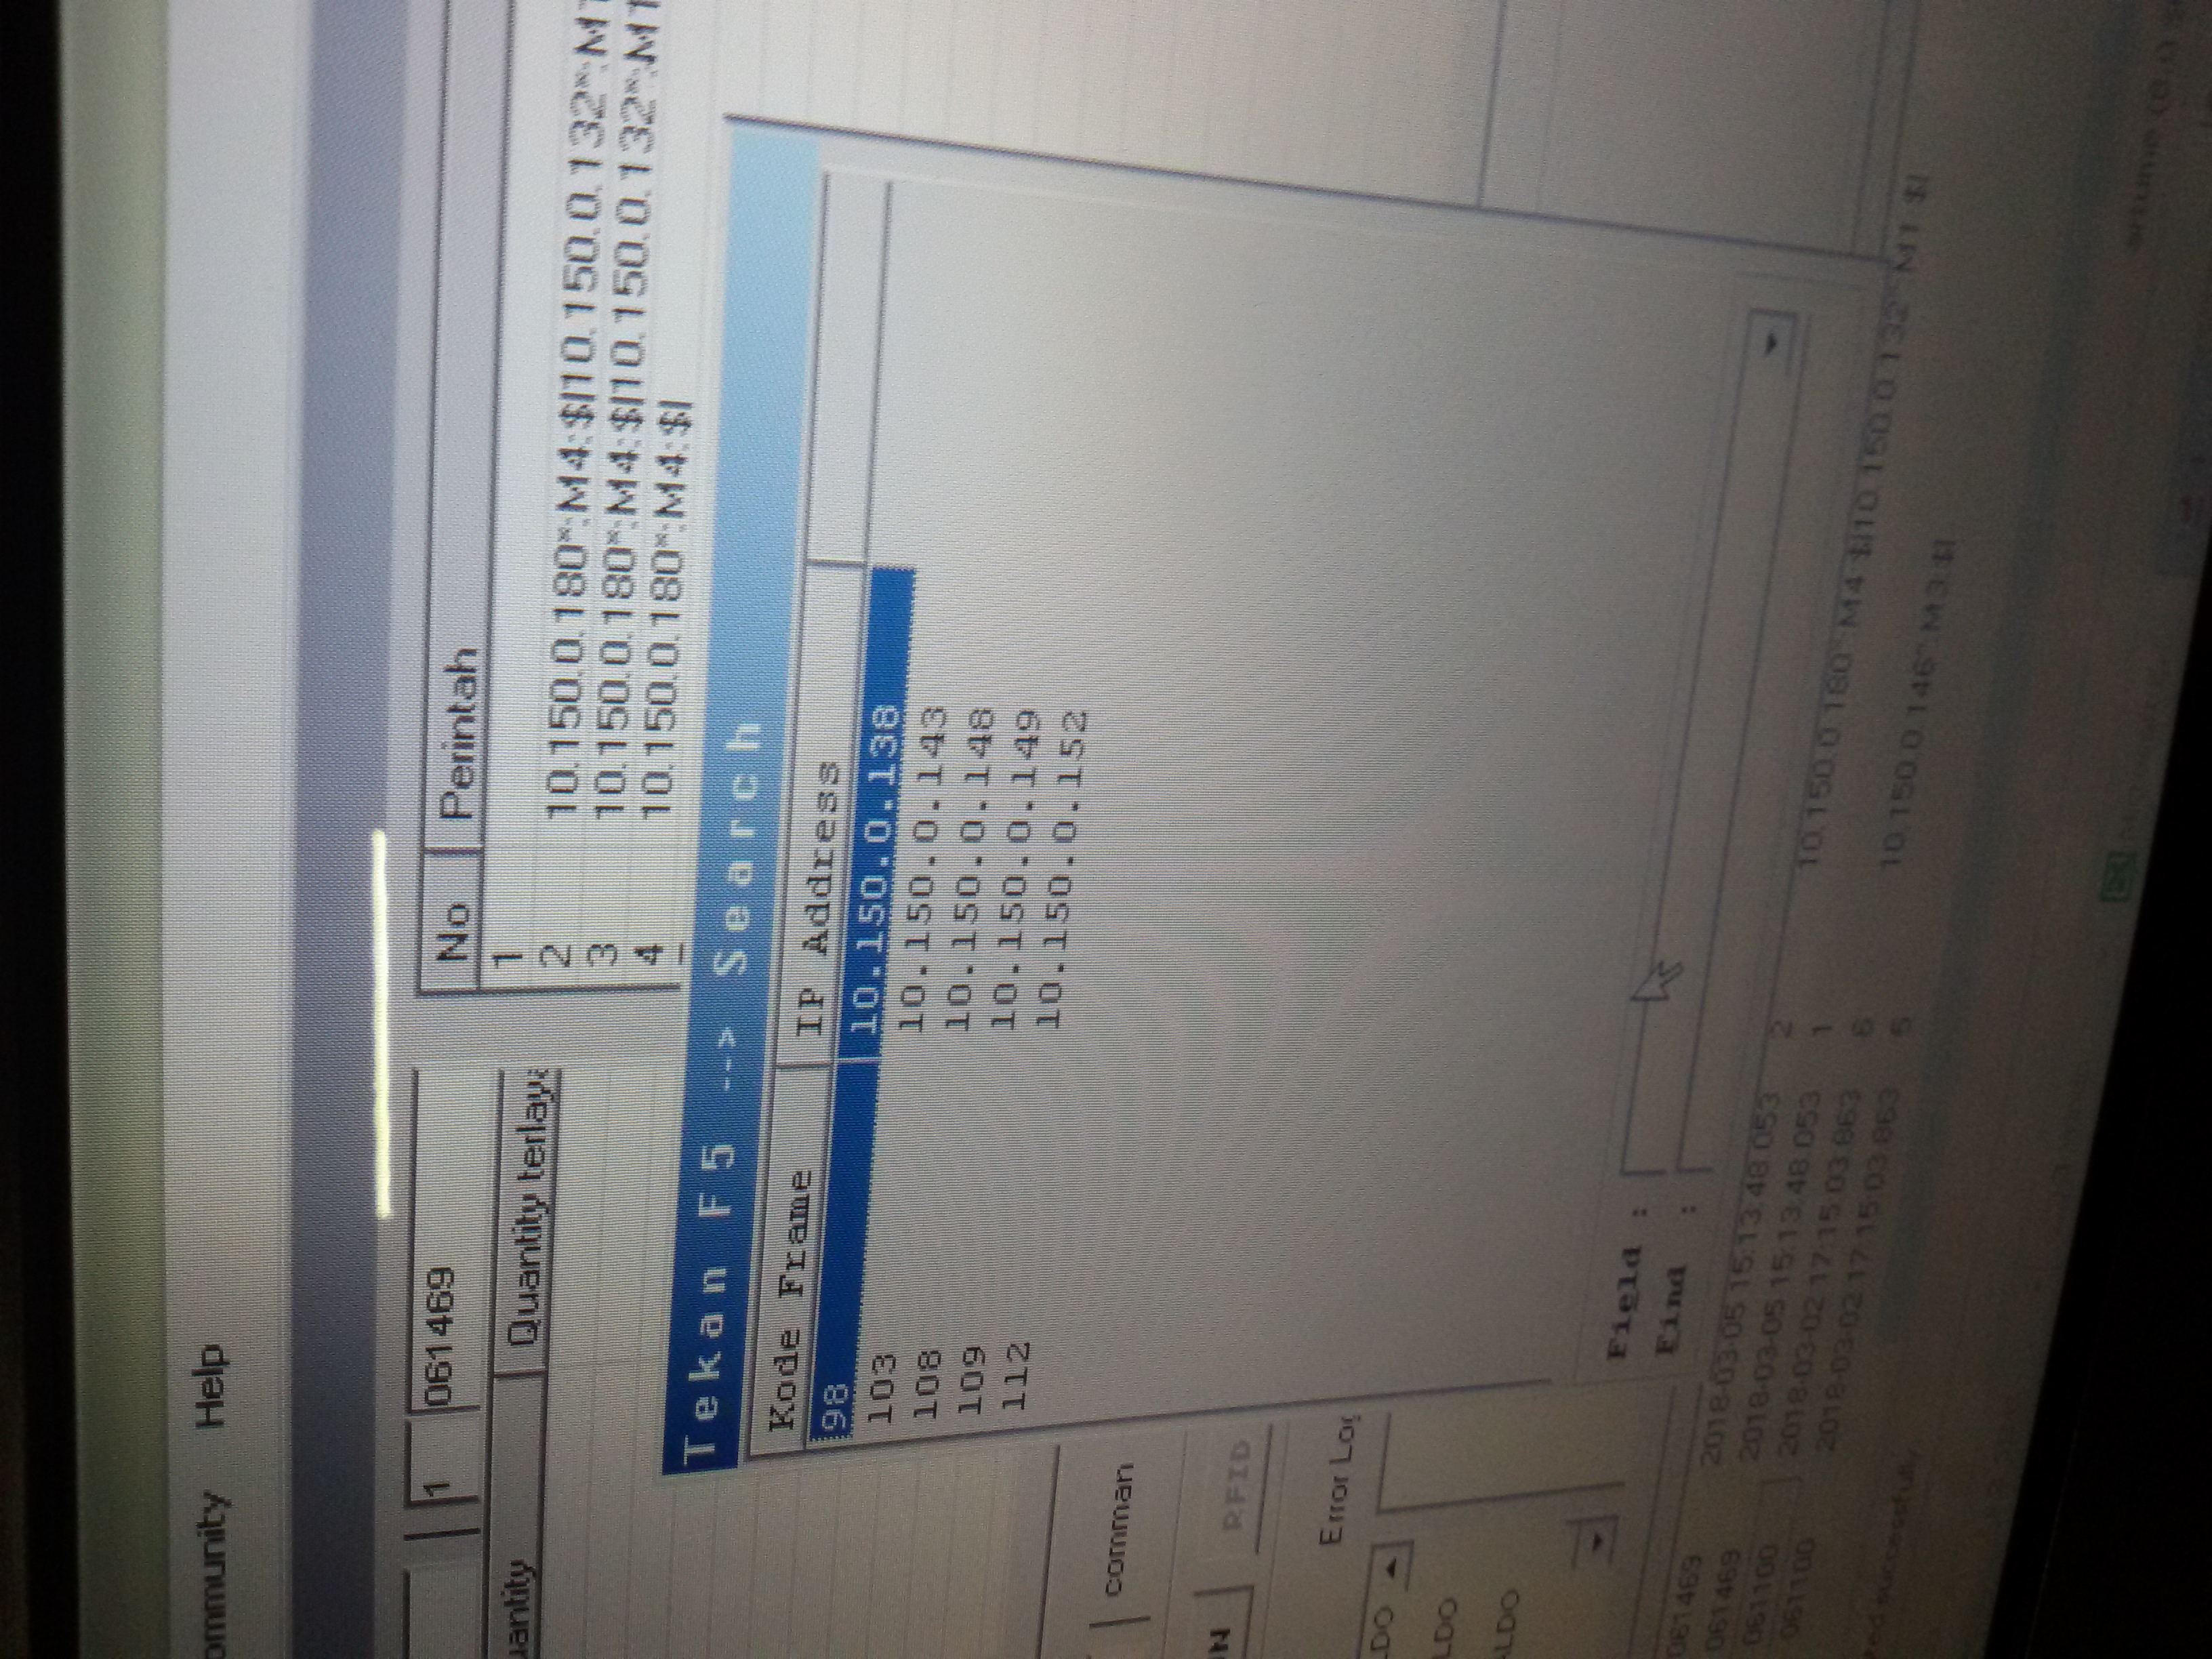 ommunity Help
1 061469
uantity Quantity terlaya
No Perintah
1
2 10.150.0.180*:M4:$|10.150.0.132*:M1
3 10.150.0.180*:M4:$|10.150.0.132*:M1
4 10.150.0.180*:M4:$|
Tekan F5 --> Search
Kode Frame IP Address
98 10.150.0.138
103 10.150.0.143
108 10.150.0.148
109 10.150.0.149
112 10.150.0.152
comman
N RFID
Error Log
LDO
LDO
ALDO
Field :
Find :
061469 2018-03-05 15:13:48.053 2 10.150.0.180*:M4:$|10.150.0.132*:M1:$|
061469 2018-03-05 15:13:48.053 1
061100 2018-03-02 17:15:03.863 6 10.150.0.146*:M3:$|
061100 2018-03-02 17:15:03.863 5
successfully